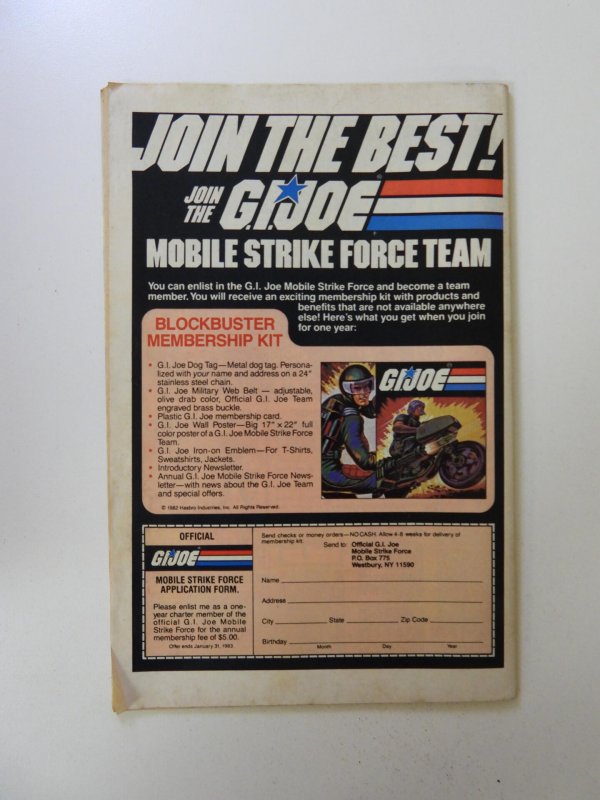 JOIN THE BEST!
JOIN
THE
G.I.JOE
MOBILE STRIKE FORCE TEAM
You can enlist in the G.I. Joe Mobile Strike Force and become a team
member. You will receive an exciting membership kit with products and
benefits that are not available anywhere
else! Here's what you get when you join
for one year:
BLOCKBUSTER
MEMBERSHIP KIT
• G.I. Joe Dog Tag—Metal dog tag. Persona-
lized with your name and address on a 24"
stainless steel chain.
• G.I. Joe Military Web Belt — adjustable,
olive drab color, Official G.I. Joe Team
engraved brass buckle.
• Plastic G.I. Joe membership card.
• G.I. Joe Wall Poster—Big 17" x 22" full
color poster of a G.I. Joe Mobile Strike Force
Team.
• G.I. Joe Iron-on Emblem—For T-Shirts,
Sweatshirts, Jackets.
• Introductory Newsletter.
• Annual G.I. Joe Mobile Strike Force News-
letter—with news about the G.I. Joe Team
and special offers.
© 1982 Hasbro Industries, Inc. All Rights Reserved.
G.I.JOE
OFFICIAL
G.I.JOE
MOBILE STRIKE FORCE
APPLICATION FORM.
Please enlist me as a one-
year charter member of the
official G.I. Joe Mobile
Strike Force for the annual
membership fee of $5.00.
Offer ends January 31, 1983.
Send checks or money orders—NO CASH. Allow 4-8 weeks for delivery of
membership kit.
Send to: Official G.I. Joe
Mobile Strike Force
P.O. Box 775
Westbury, NY 11590
Name
Address
City State Zip Code
Birthday
Month Day Year